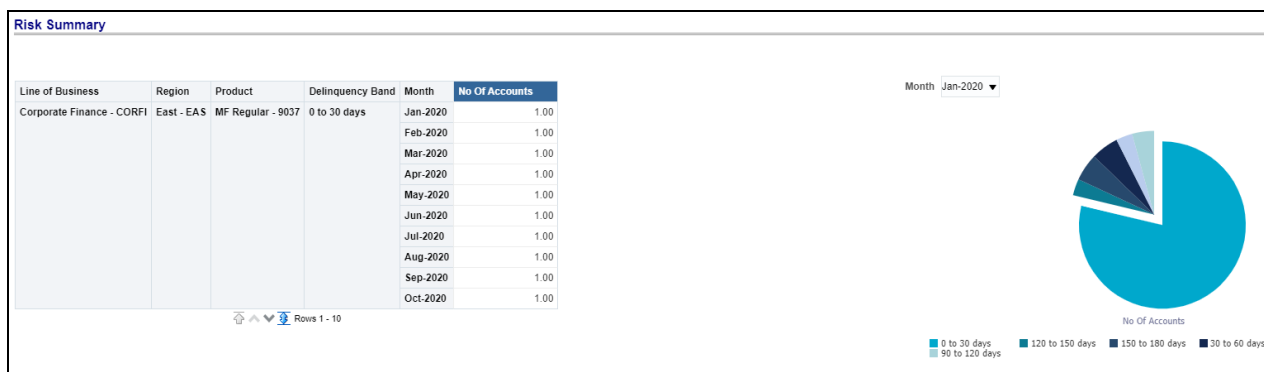 Risk Summary
Line of Business Region Product Delinquency Band Month No Of Accounts
Corporate Finance - CORFI East - EAS MF Regular - 9037 0 to 30 days Jan-2020 1.00
Feb-2020 1.00
Mar-2020 1.00
Apr-2020 1.00
May-2020 1.00
Jun-2020 1.00
Jul-2020 1.00
Aug-2020 1.00
Sep-2020 1.00
Oct-2020 1.00
Rows 1 - 10
Month Jan-2020
No Of Accounts
0 to 30 days 120 to 150 days 150 to 180 days 30 to 60 days
90 to 120 days